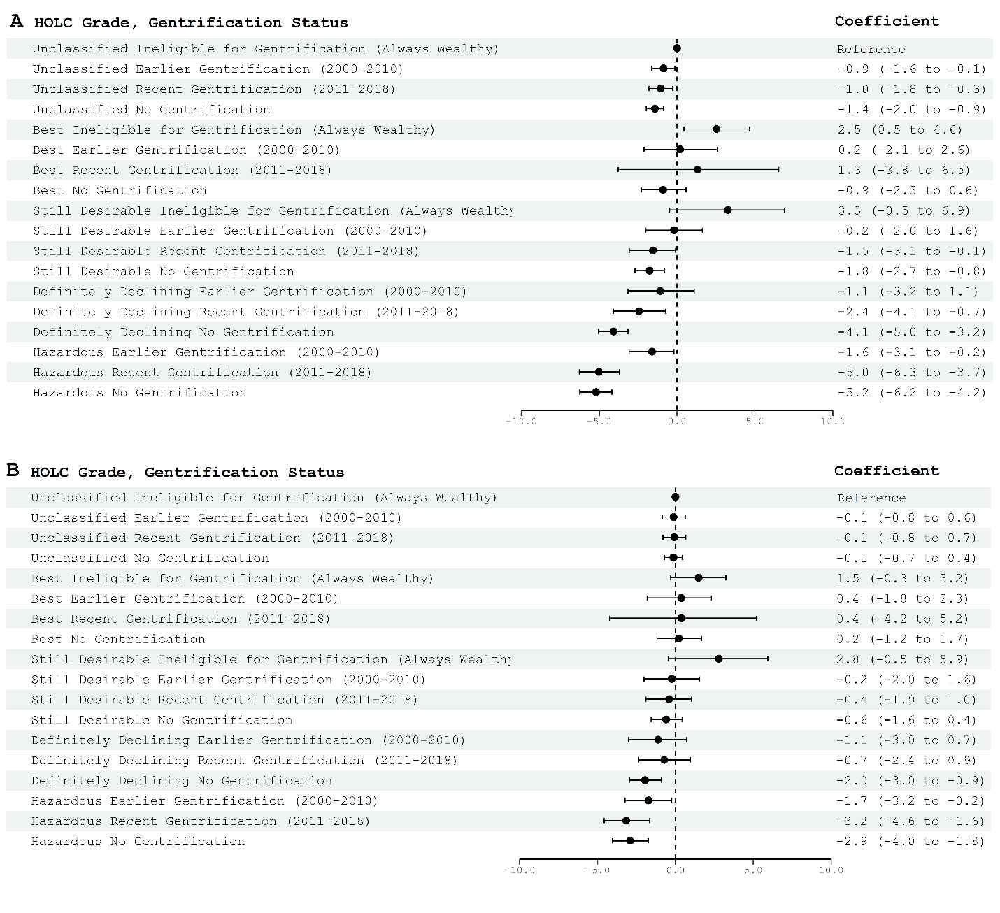 A HOLC Grade, Gentrification Status Coefficient
Unclassified Ineligible for Gentrification (Always Wealthy) Reference
Unclassified Earlier Gentrification (2000-2010) -0.9 (-1.6 to -0.1)
Unclassified Recent Gentrification (2011-2018) -1.0 (-1.8 to -0.3)
Unclassified No Gentrification -1.4 (-2.0 to -0.9)
Best Ineligible for Gentrification (Always Wealthy) 2.5 (0.5 to 4.6)
Best Earlier Gentrification (2000-2010) 0.2 (-2.1 to 2.6)
Best Recent Gentrification (2011-2018) 1.3 (-3.8 to 6.5)
Best No Gentrification -0.9 (-2.3 to 0.6)
Still Desirable Ineligible for Gentrification (Always Wealthy 3.3 (-0.5 to 6.9)
Still Desirable Earlier Gentrification (2000-2010) -0.2 (-2.0 to 1.6)
Still Desirable Recent Gentrification (2011-2018) -1.5 (-3.1 to -0.1)
Still Desirable No Gentrification -1.8 (-2.7 to -0.8)
Definitely Declining Earlier Gentrification (2000-2010) -1.1 (-3.2 to 1.1)
Definitely Declining Recent Gentrification (2011-2018) -2.4 (-4.1 to -0.7)
Definitely Declining No Gentrification -4.1 (-5.0 to -3.2)
Hazardous Earlier Gentrification (2000-2010) -1.6 (-3.1 to -0.2)
Hazardous Recent Gentrification (2011-2018) -5.0 (-6.3 to -3.7)
Hazardous No Gentrification -5.2 (-6.2 to -4.2)
-10.0 -5.0 0.0 5.0 10.0
B HOLC Grade, Gentrification Status Coefficient
Unclassified Ineligible for Gentrification (Always Wealthy) Reference
Unclassified Earlier Gentrification (2000-2010) -0.1 (-0.8 to 0.6)
Unclassified Recent Gentrification (2011-2018) -0.1 (-0.8 to 0.7)
Unclassified No Gentrification -0.1 (-0.7 to 0.4)
Best Ineligible for Gentrification (Always Wealthy) 1.5 (-0.3 to 3.2)
Best Earlier Gentrification (2000-2010) 0.4 (-1.8 to 2.3)
Best Recent Gentrification (2011-2018) 0.4 (-4.2 to 5.2)
Best No Gentrification 0.2 (-1.2 to 1.7)
Still Desirable Ineligible for Gentrification (Always Wealthy 2.8 (-0.5 to 5.9)
Still Desirable Earlier Gentrification (2000-2010) -0.2 (-2.0 to 1.6)
Still Desirable Recent Gentrification (2011-2018) -0.4 (-1.9 to 1.0)
Still Desirable No Gentrification -0.6 (-1.6 to 0.4)
Definitely Declining Earlier Gentrification (2000-2010) -1.1 (-3.0 to 0.7)
Definitely Declining Recent Gentrification (2011-2018) -0.7 (-2.4 to 0.9)
Definitely Declining No Gentrification -2.0 (-3.0 to -0.9)
Hazardous Earlier Gentrification (2000-2010) -1.7 (-3.2 to -0.2)
Hazardous Recent Gentrification (2011-2018) -3.2 (-4.6 to -1.6)
Hazardous No Gentrification -2.9 (-4.0 to -1.8)
-10.0 -5.0 0.0 5.0 10.0